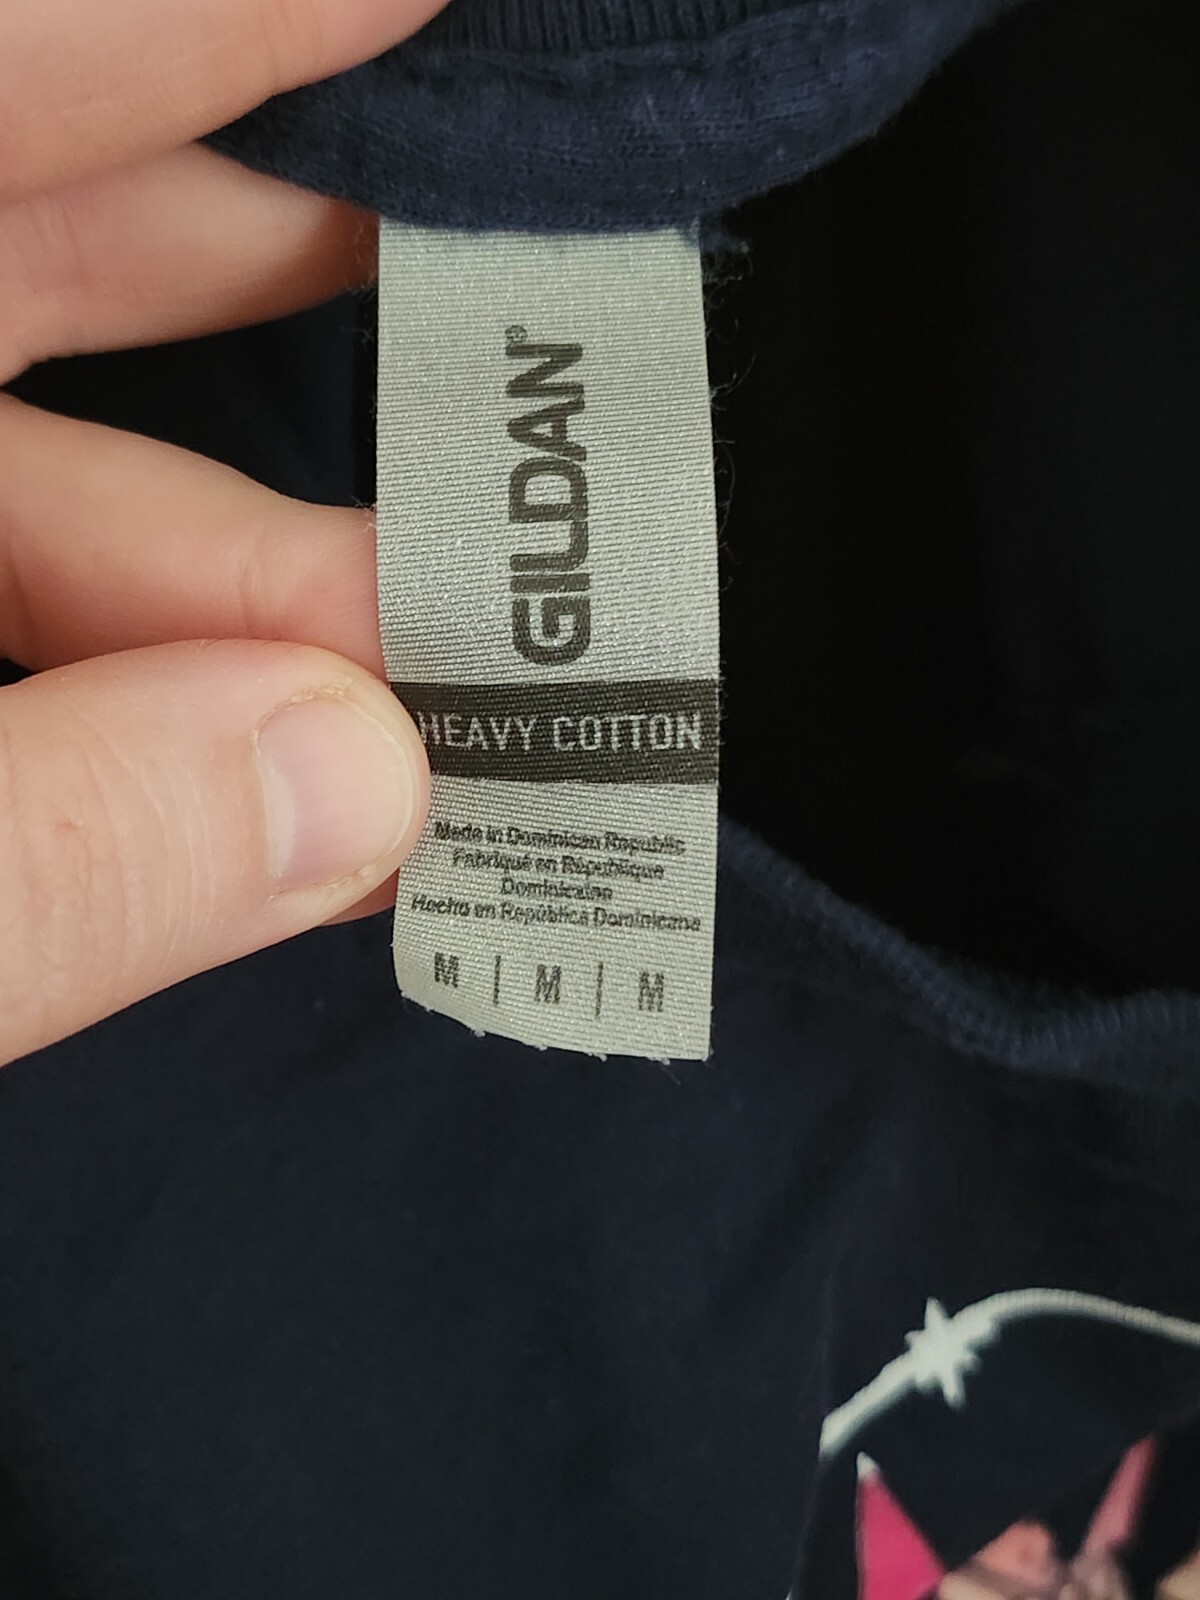 GILDAN®
HEAVY COTTON
Made in Dominican Republic
Fabriqué en République
Dominicaine
Hecho en República Dominicana
M | M | M